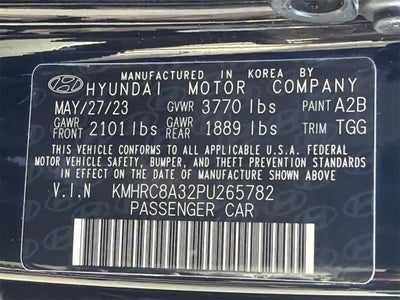 MANUFACTURED IN KOREA BY
HYUNDAI MOTOR COMPANY
MAY/27/23 GVWR 3770 lbs PAINT A2B
GAWR FRONT 2101 lbs GAWR REAR 1889 lbs TRIM TGG
THIS VEHICLE CONFORMS TO ALL APPLICABLE U.S.A. FEDERAL
MOTOR VEHICLE SAFETY, BUMPER, AND THEFT PREVENTION STANDARDS
IN EFFECT ON THE DATE OF MANUFACTURE SHOWN ABOVE.
V.I.N KMHRC8A32PU265782
PASSENGER CAR